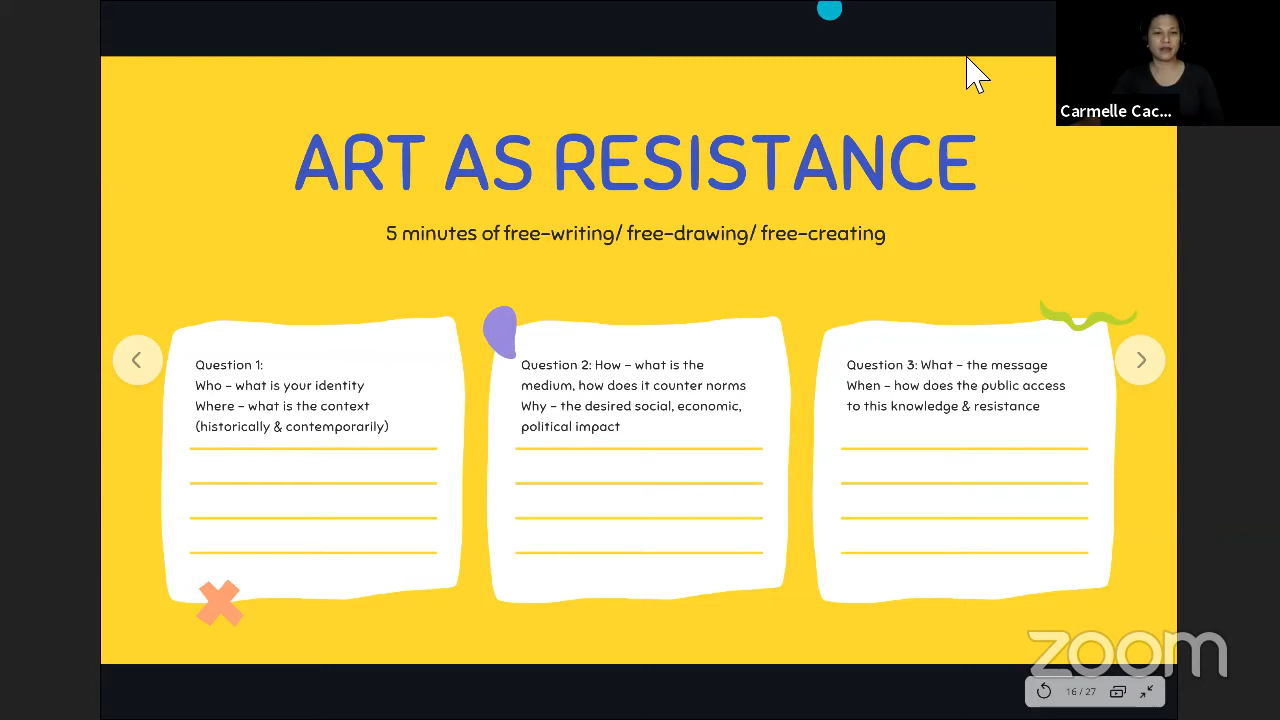 Carmelle Cac...
ART AS RESISTANCE
5 minutes of free-writing/ free-drawing/ free-creating
Question 1:
Who - what is your identity
Where - what is the context
(historically & contemporarily)
Question 2: How - what is the
medium, how does it counter norms
Why - the desired social, economic,
political impact
Question 3: What - the message
When - how does the public access
to this knowledge & resistance
zoom
16 / 27